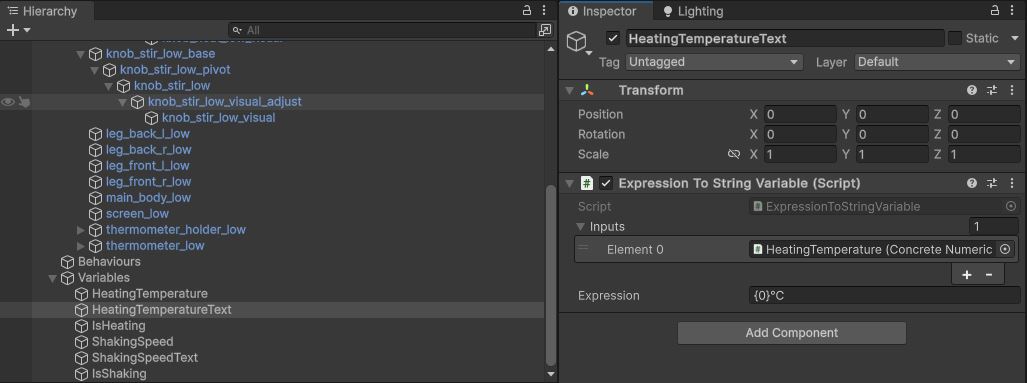 Hierarchy
All
knob_stir_low_base
knob_stir_low_pivot
knob_stir_low
knob_stir_low_visual_adjust
knob_stir_low_visual
leg_back_l_low
leg_back_r_low
leg_front_l_low
leg_front_r_low
main_body_low
screen_low
thermometer_holder_low
thermometer_low
Behaviours
Variables
HeatingTemperature
HeatingTemperatureText
IsHeating
ShakingSpeed
ShakingSpeedText
IsShaking
Inspector Lighting
HeatingTemperatureText Static
Tag Untagged Layer Default
Transform
Position X 0 Y 0 Z 0
Rotation X 0 Y 0 Z 0
Scale X 1 Y 1 Z 1
# Expression To String Variable (Script)
Script # ExpressionToStringVariable
Inputs 1
Element 0 # HeatingTemperature (Concrete Numeric
+ -
Expression {0}°C
Add Component